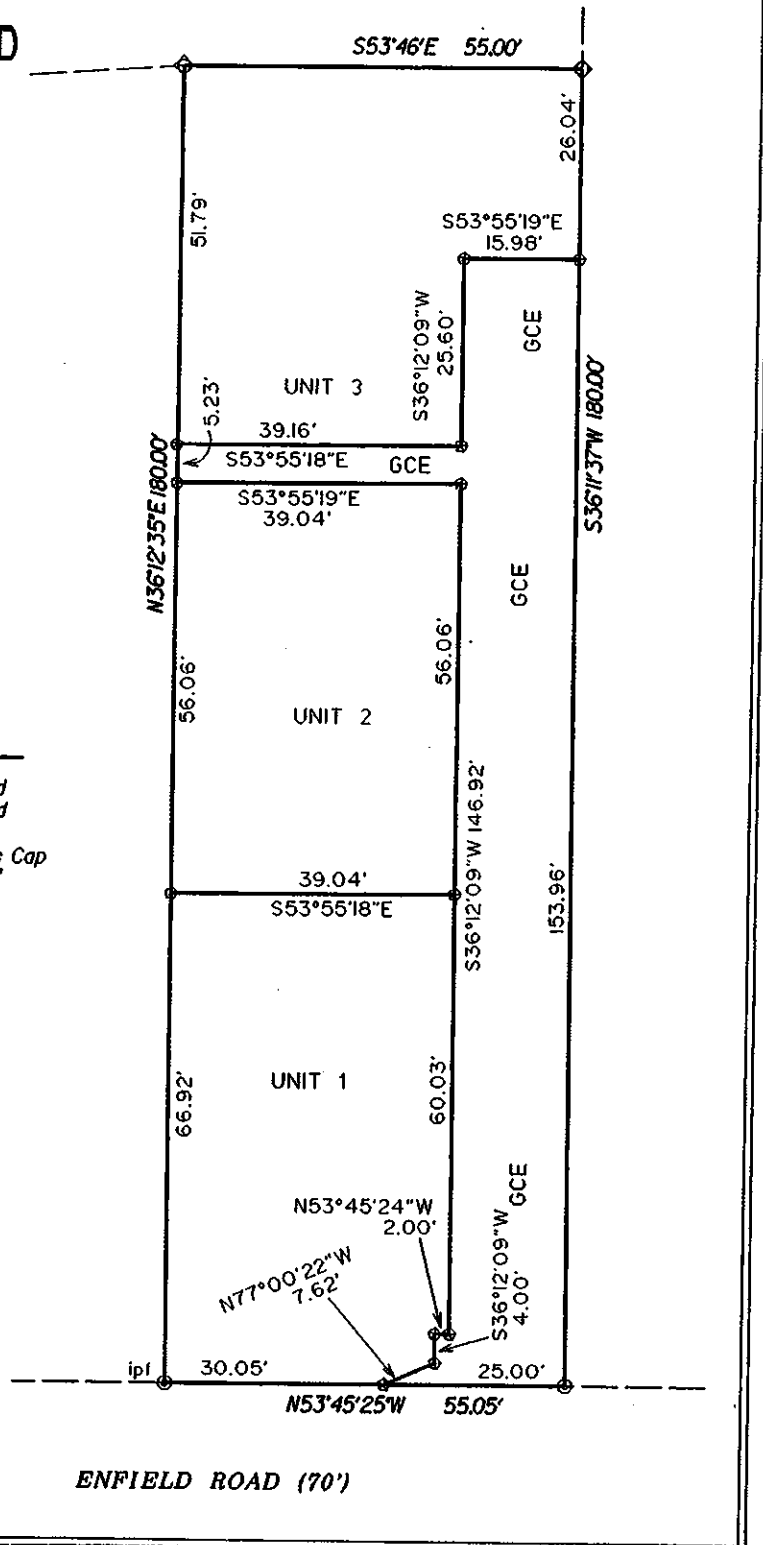 D
S53°46'E 55.00'
26.04'
51.79'
S53°55'19"E
15.98'
S36°12'09"W
25.60'
GCE
UNIT 3
5.23'
39.16'
S53°55'18"E
GCE
S53°55'19"E
39.04'
N36°12'35"E 180.00'
S36°11'37"W 180.00'
GCE
56.06'
56.06'
UNIT 2
S36°12'09"W 146.92'
153.96'
d
d
Cap
39.04'
S53°55'18"E
UNIT 1
66.92'
60.03'
GCE
N53°45'24"W
2.00'
S36°12'09"W
4.00'
N77°00'22"W
7.62'
ipf
30.05'
25.00'
N53°45'25"W 55.05'
ENFIELD ROAD (70')